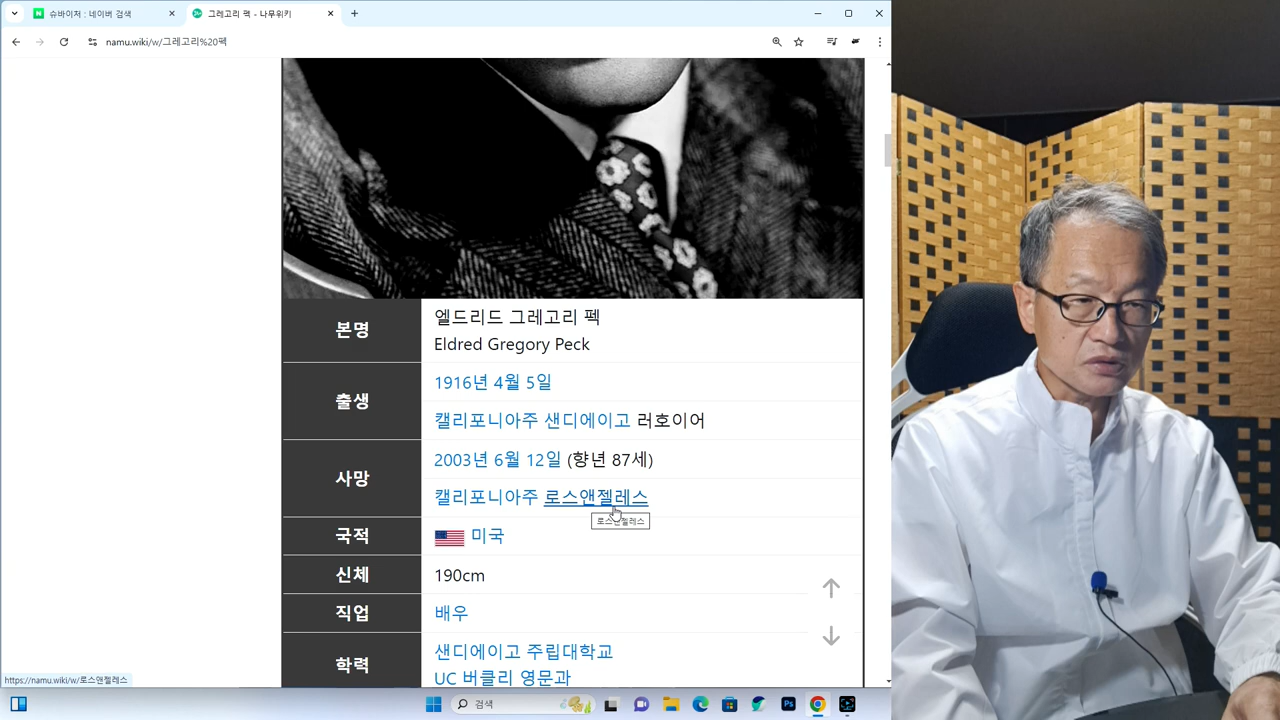 슈바이처 : 네이버 검색
그레고리 펙 - 나무위키
namu.wiki/w/그레고리%20펙
본명
엘드리드 그레고리 펙
Eldred Gregory Peck
출생
1916년 4월 5일
캘리포니아주 샌디에이고 러호이어
사망
2003년 6월 12일 (향년 87세)
캘리포니아주 로스앤젤레스
국적
미국
신체
190cm
직업
배우
학력
샌디에이고 주립대학교
UC 버클리 영문과
https://namu.wiki/w/로스앤젤레스
검색
Ps